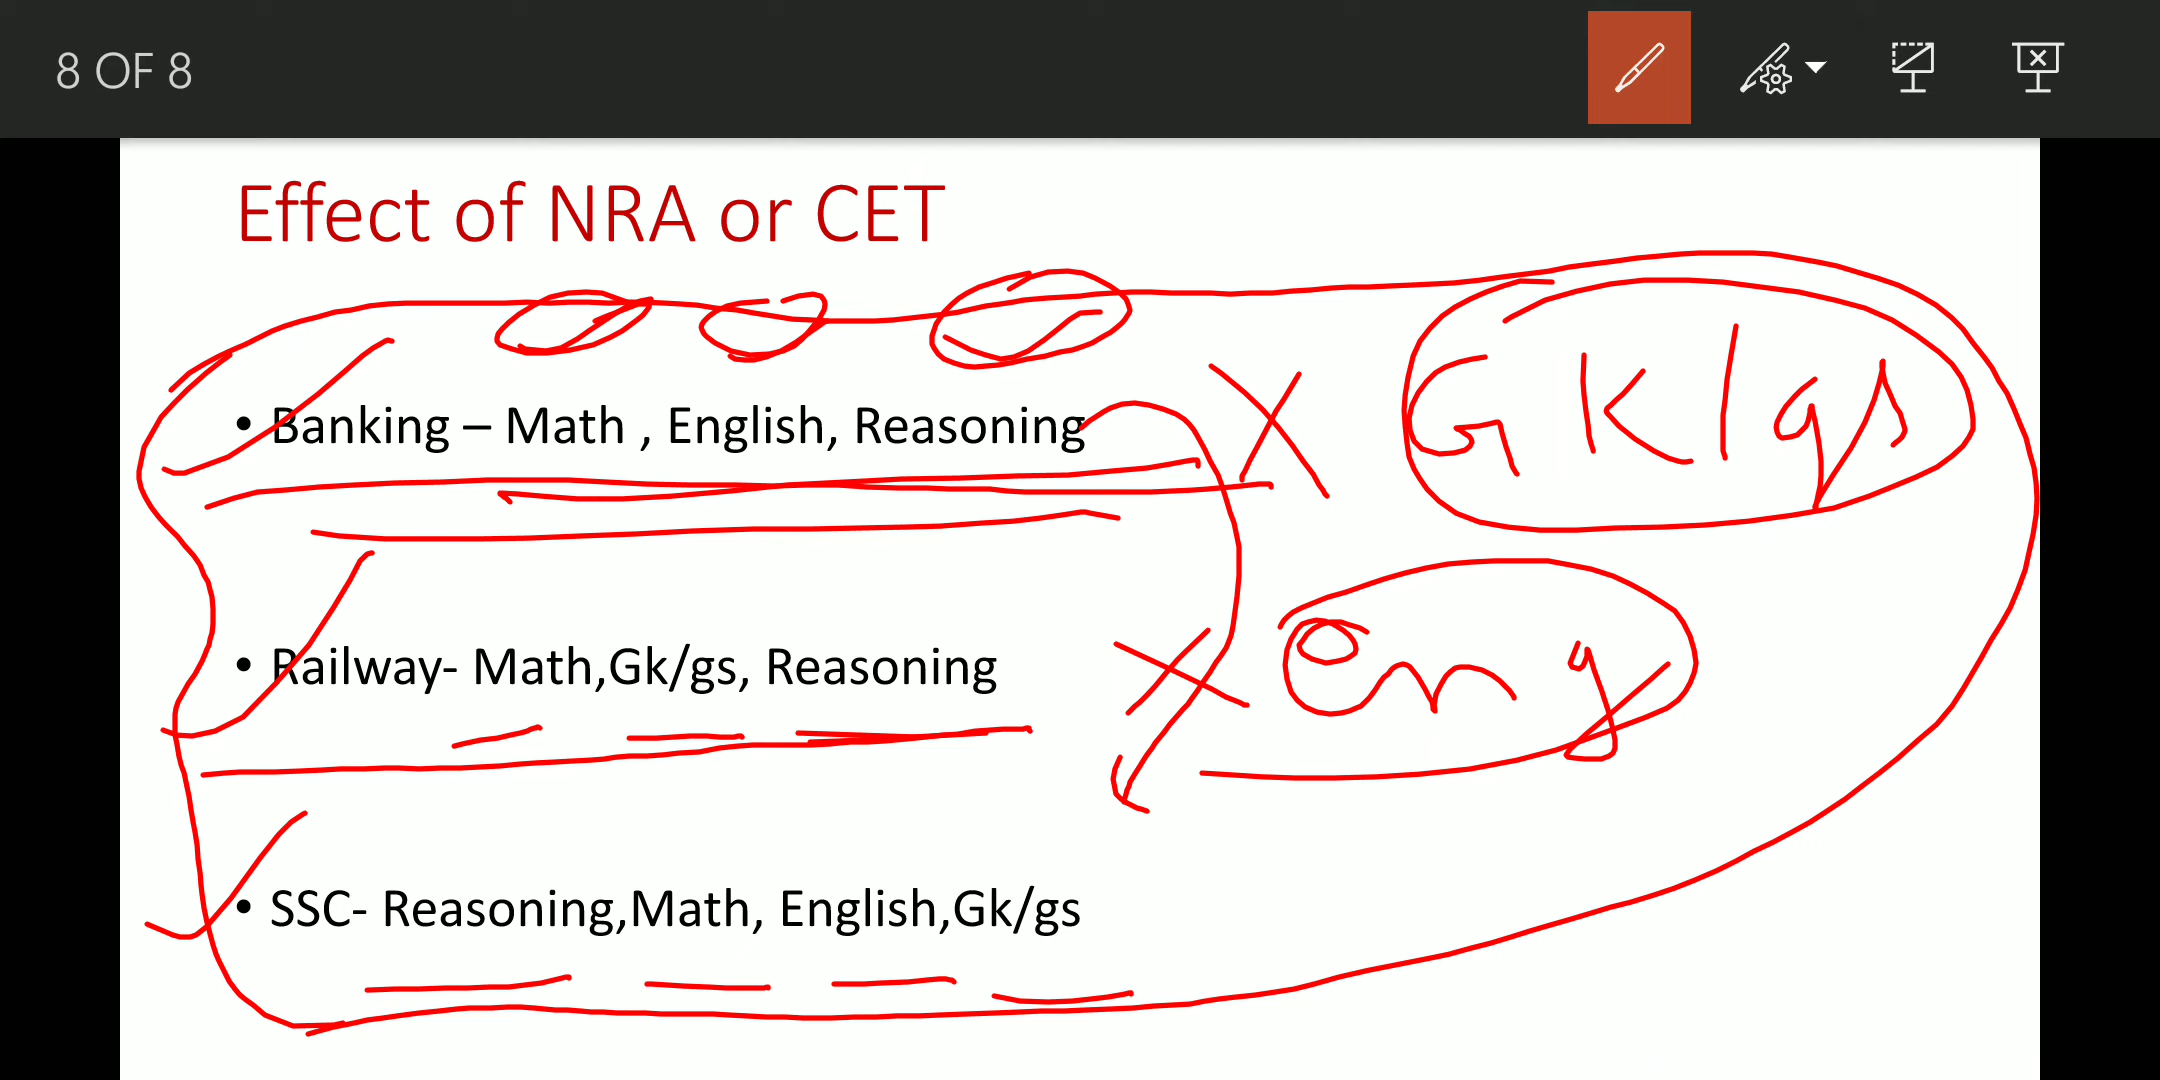 8 OF 8
Effect of NRA or CET
• Banking – Math , English, Reasoning
X Gk/gs
• Railway- Math,Gk/gs, Reasoning
X Eng
• SSC- Reasoning,Math, English,Gk/gs